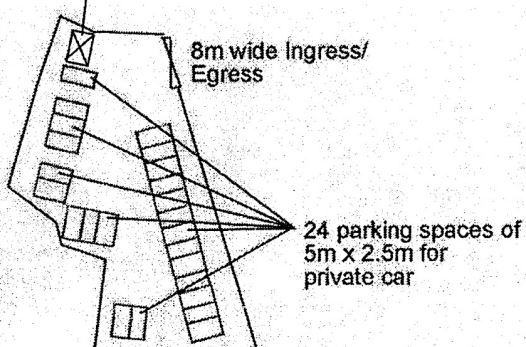 8m wide Ingress/
Egress
24 parking spaces of
5m x 2.5m for
private car